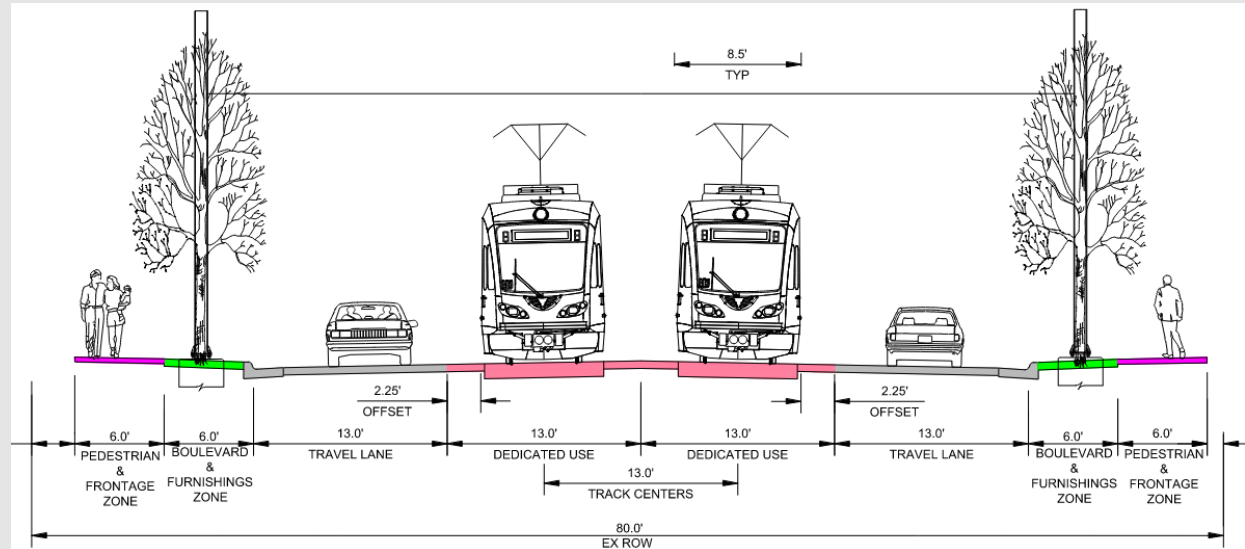 8.5'
TYP
2.25'
OFFSET
2.25'
OFFSET
6.0'
PEDESTRIAN
&
FRONTAGE
ZONE
6.0'
BOULEVARD
&
FURNISHINGS
ZONE
13.0'
TRAVEL LANE
13.0'
DEDICATED USE
13.0'
DEDICATED USE
13.0'
TRAVEL LANE
6.0'
BOULEVARD
&
FURNISHINGS
ZONE
6.0'
PEDESTRIAN
&
FRONTAGE
ZONE
13.0'
TRACK CENTERS
80.0'
EX ROW